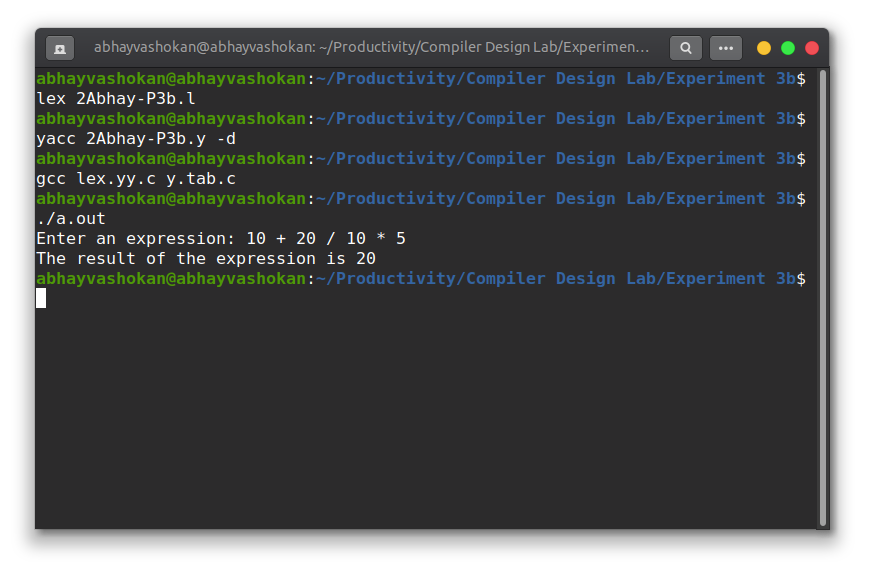 abhayvashokan@abhayvashokan: ~/Productivity/Compiler Design Lab/Experimen…
abhayvashokan@abhayvashokan:~/Productivity/Compiler Design Lab/Experiment 3b$
lex 2Abhay-P3b.l
abhayvashokan@abhayvashokan:~/Productivity/Compiler Design Lab/Experiment 3b$
yacc 2Abhay-P3b.y -d
abhayvashokan@abhayvashokan:~/Productivity/Compiler Design Lab/Experiment 3b$
gcc lex.yy.c y.tab.c
abhayvashokan@abhayvashokan:~/Productivity/Compiler Design Lab/Experiment 3b$
./a.out
Enter an expression: 10 + 20 / 10 * 5
The result of the expression is 20
abhayvashokan@abhayvashokan:~/Productivity/Compiler Design Lab/Experiment 3b$